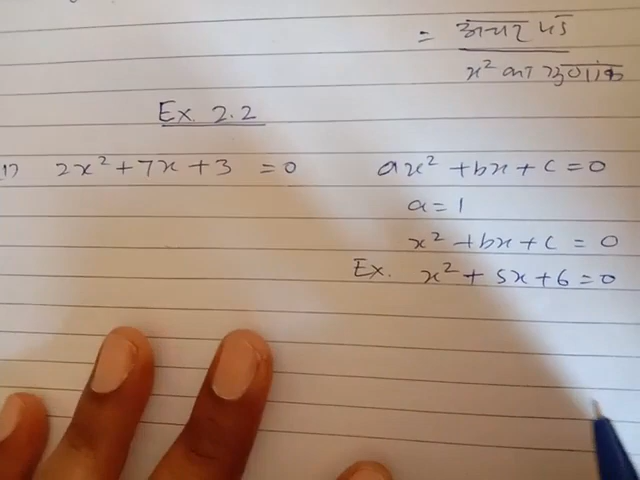 = अचर पद
x² का गुणांक
Ex. 2.2
1) 2x² + 7x + 3 = 0
ax² + bx + c = 0
a = 1
x² + bx + c = 0
Ex. x² + 5x + 6 = 0